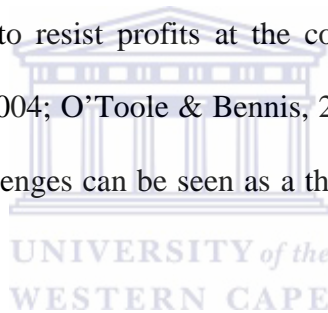 to resist profits at the co
004; O’Toole & Bennis, 2
enges can be seen as a th
UNIVERSITY of the
WESTERN CAPE